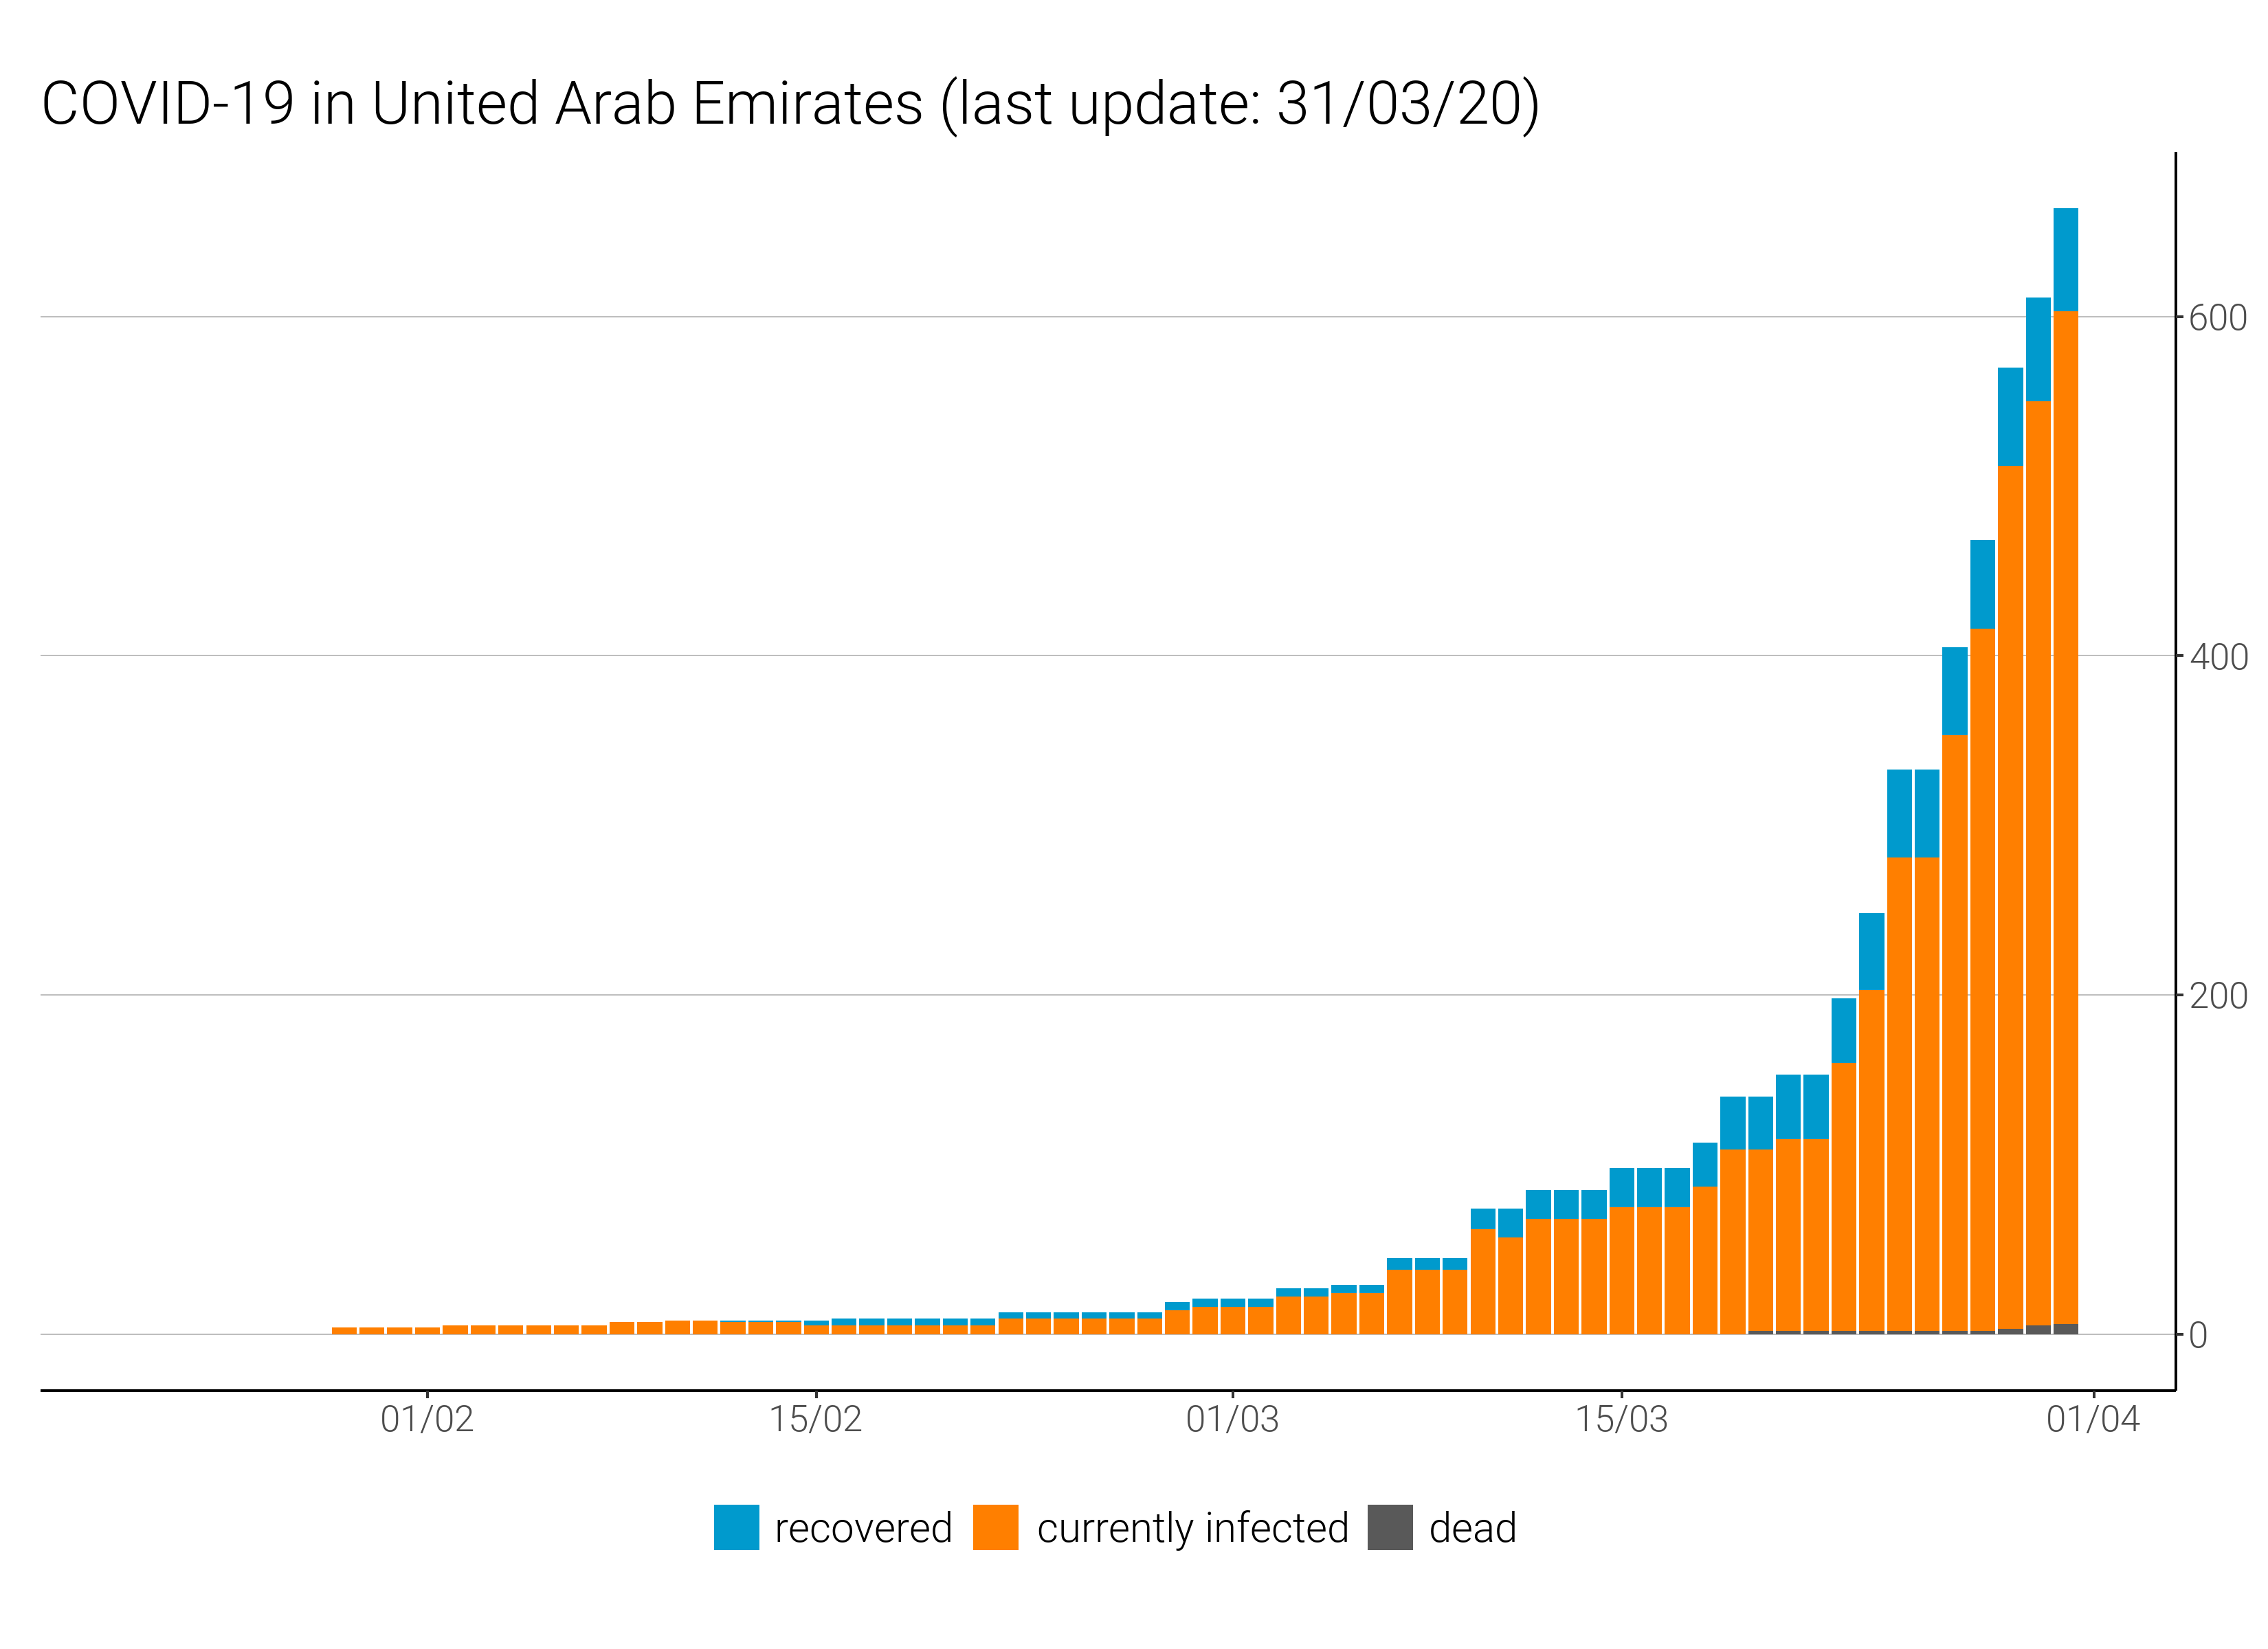 COVID-19 in United Arab Emirates (last update: 31/03/20)
600
400
200
0
01/02 15/02 01/03 15/03 01/04
recovered currently infected dead